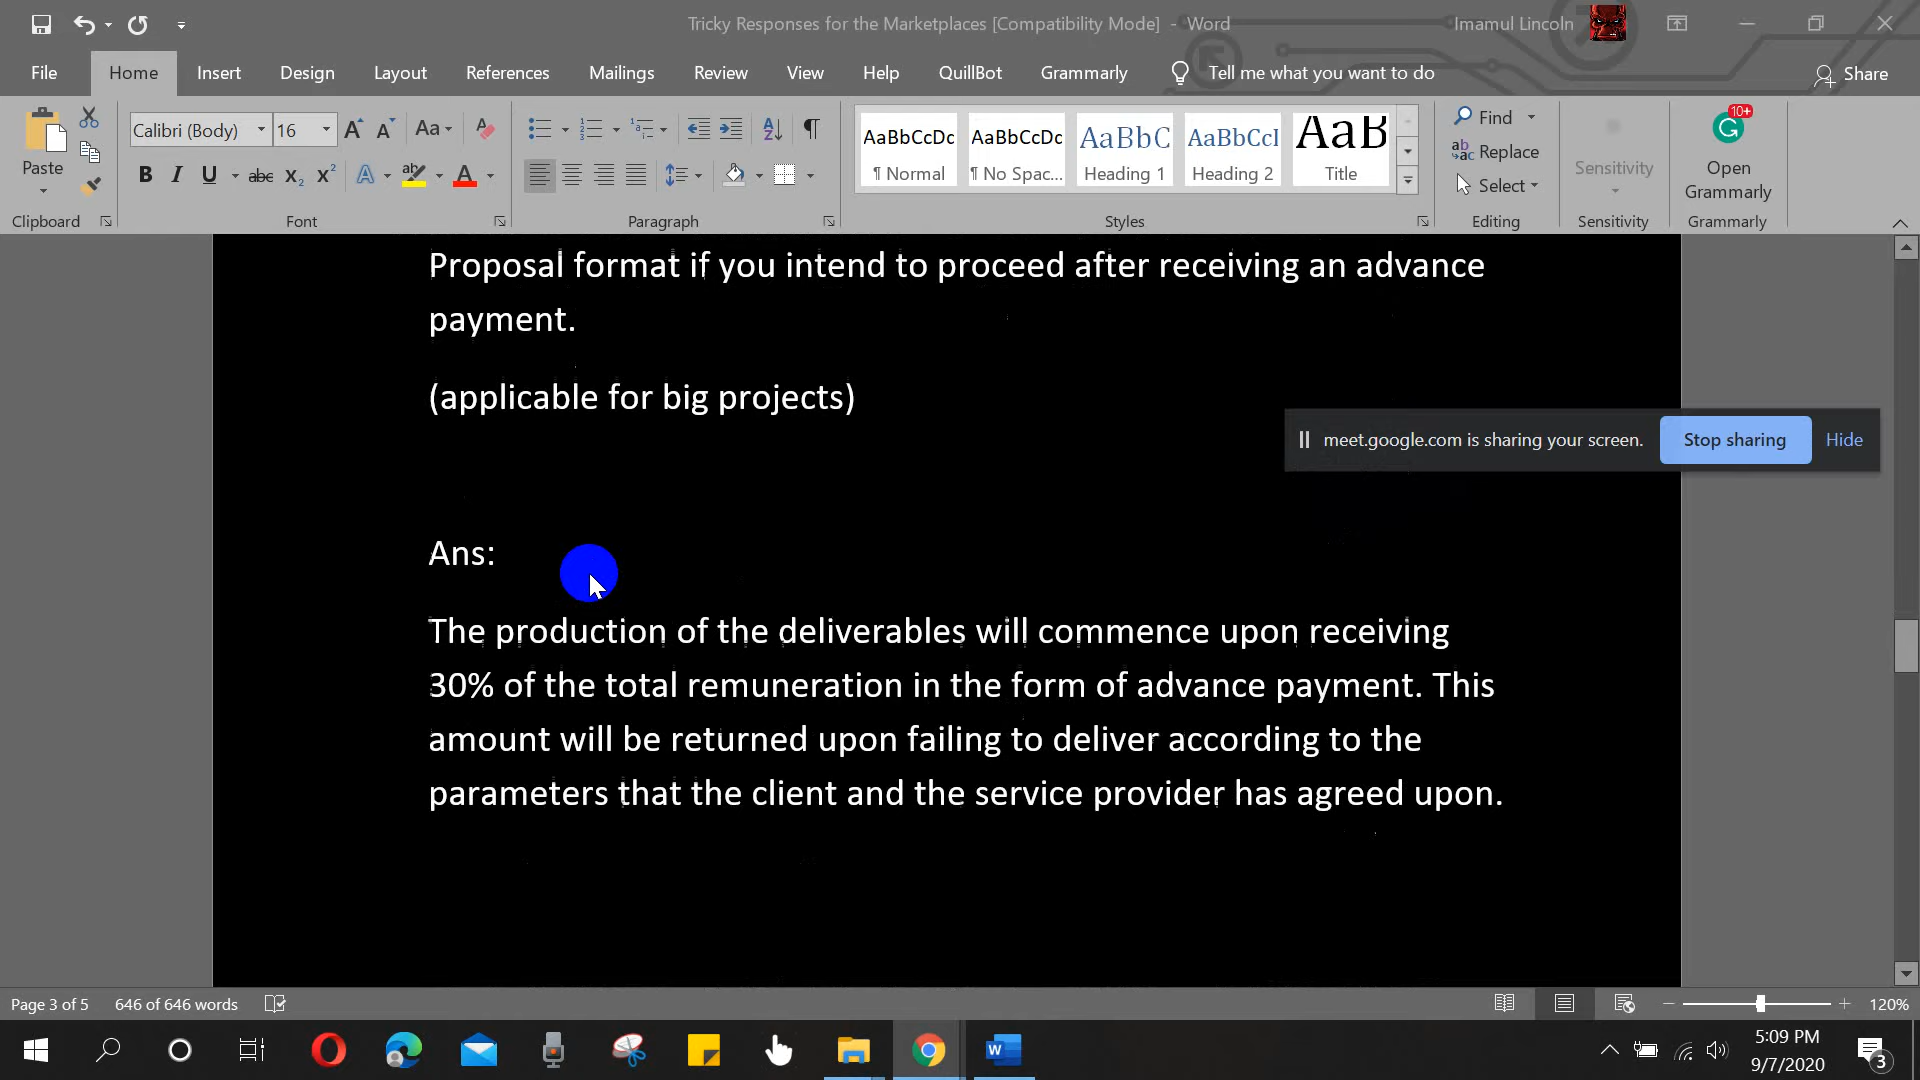 Tricky Responses for the Marketplaces [Compatibility Mode] - Word
Imamul Lincoln
File Home Insert Design Layout References Mailings Review View Help QuillBot Grammarly Tell me what you want to do Share
Paste
Calibri (Body) 16
AaBbCcDc AaBbCcDc AaBbC AaBbCcI AaB
¶ Normal ¶ No Spac... Heading 1 Heading 2 Title
Find
Replace
Select
Sensitivity
10+
Open
Grammarly
Clipboard Font Paragraph Styles Editing Sensitivity Grammarly
Proposal format if you intend to proceed after receiving an advance
payment.
(applicable for big projects)
meet.google.com is sharing your screen. Stop sharing Hide
Ans:
The production of the deliverables will commence upon receiving
30% of the total remuneration in the form of advance payment. This
amount will be returned upon failing to deliver according to the
parameters that the client and the service provider has agreed upon.
Page 3 of 5 646 of 646 words 120%
5:09 PM
9/7/2020
3